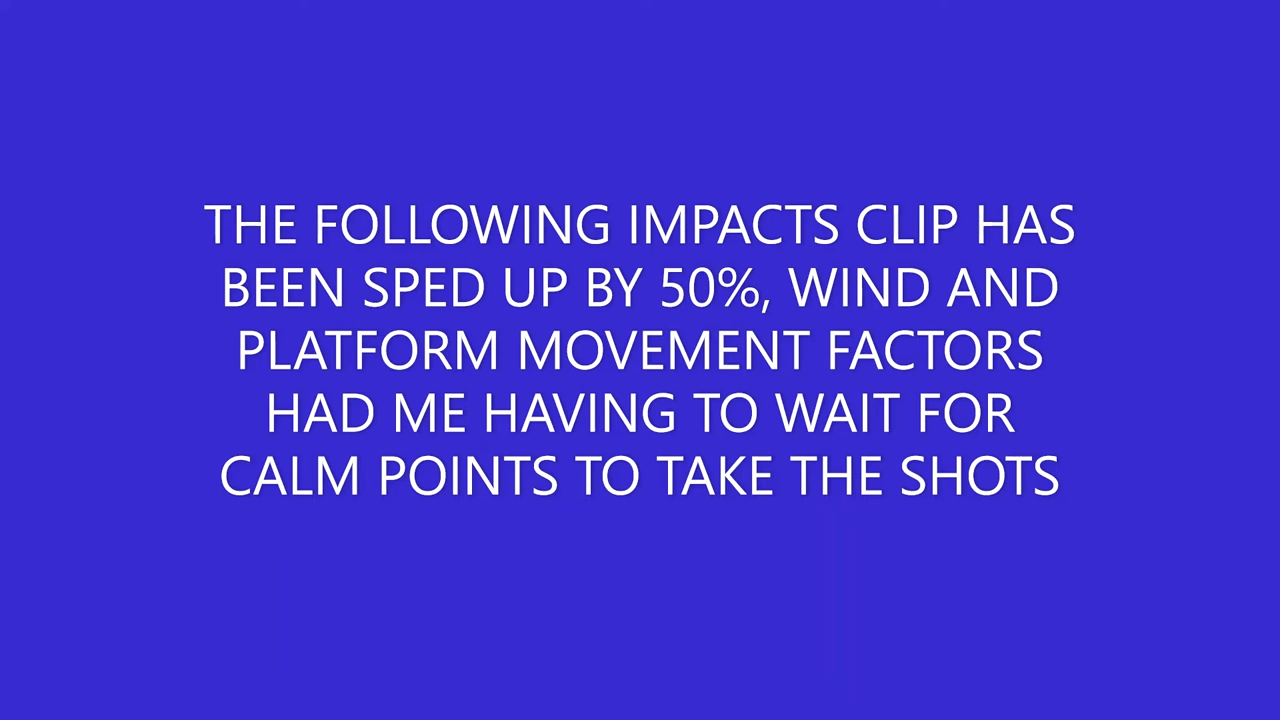 THE FOLLOWING IMPACTS CLIP HAS
BEEN SPED UP BY 50%, WIND AND
PLATFORM MOVEMENT FACTORS
HAD ME HAVING TO WAIT FOR
CALM POINTS TO TAKE THE SHOTS